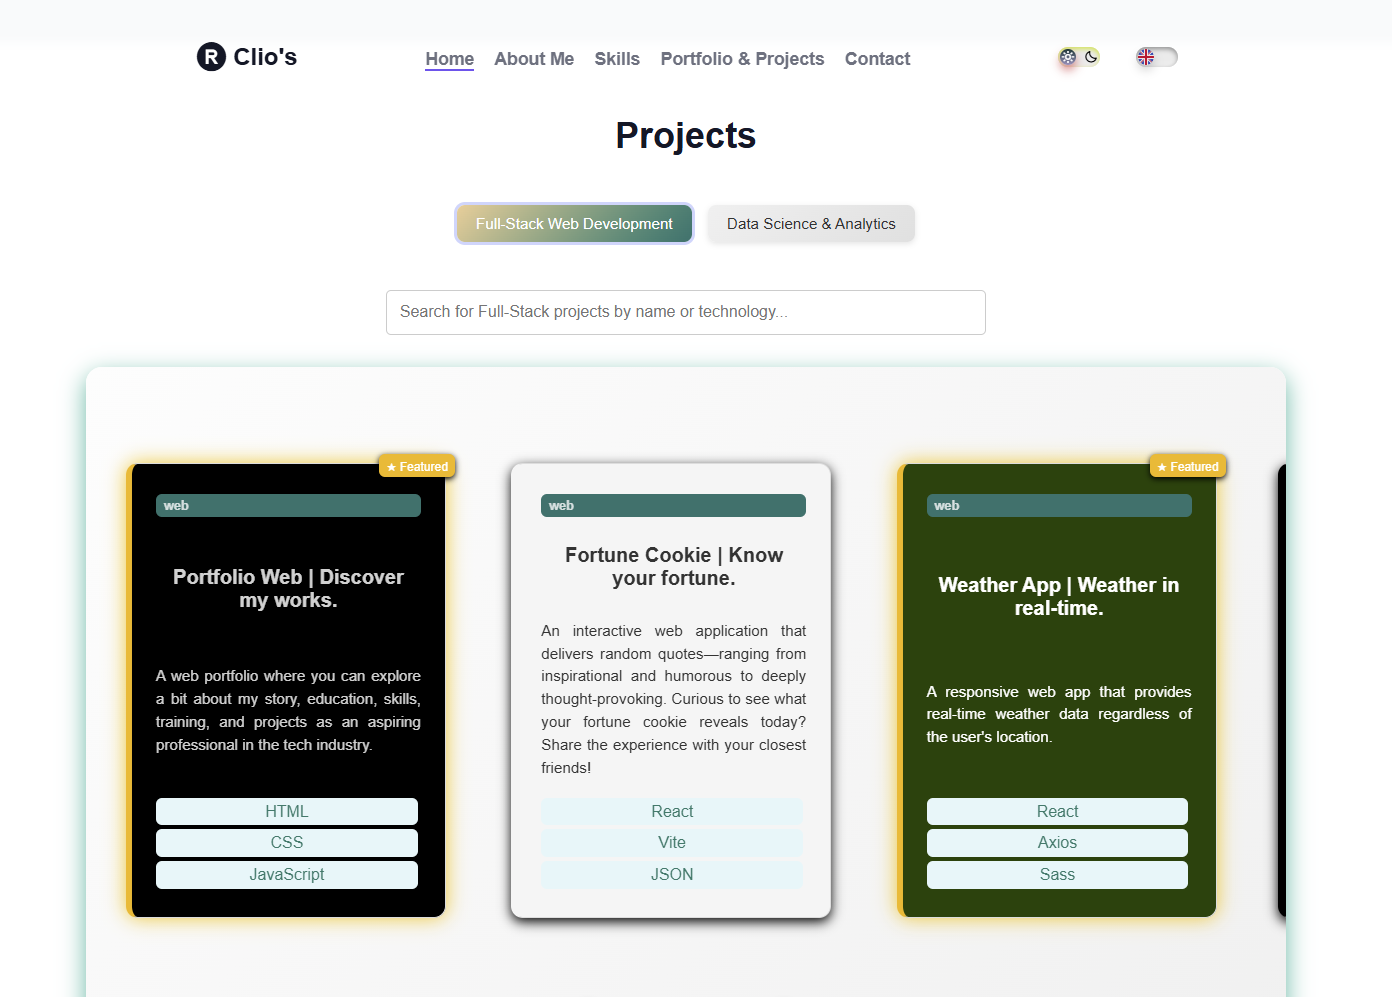 R Clio's
Home About Me Skills Portfolio & Projects Contact
Projects
Full-Stack Web Development
Data Science & Analytics
Search for Full-Stack projects by name or technology...
★ Featured
web
Portfolio Web | Discover
my works.
A web portfolio where you can explore
a bit about my story, education, skills,
training, and projects as an aspiring
professional in the tech industry.
HTML
CSS
JavaScript
web
Fortune Cookie | Know
your fortune.
An interactive web application that
delivers random quotes—ranging from
inspirational and humorous to deeply
thought-provoking. Curious to see what
your fortune cookie reveals today?
Share the experience with your closest
friends!
React
Vite
JSON
★ Featured
web
Weather App | Weather in
real-time.
A responsive web app that provides
real-time weather data regardless of
the user's location.
React
Axios
Sass